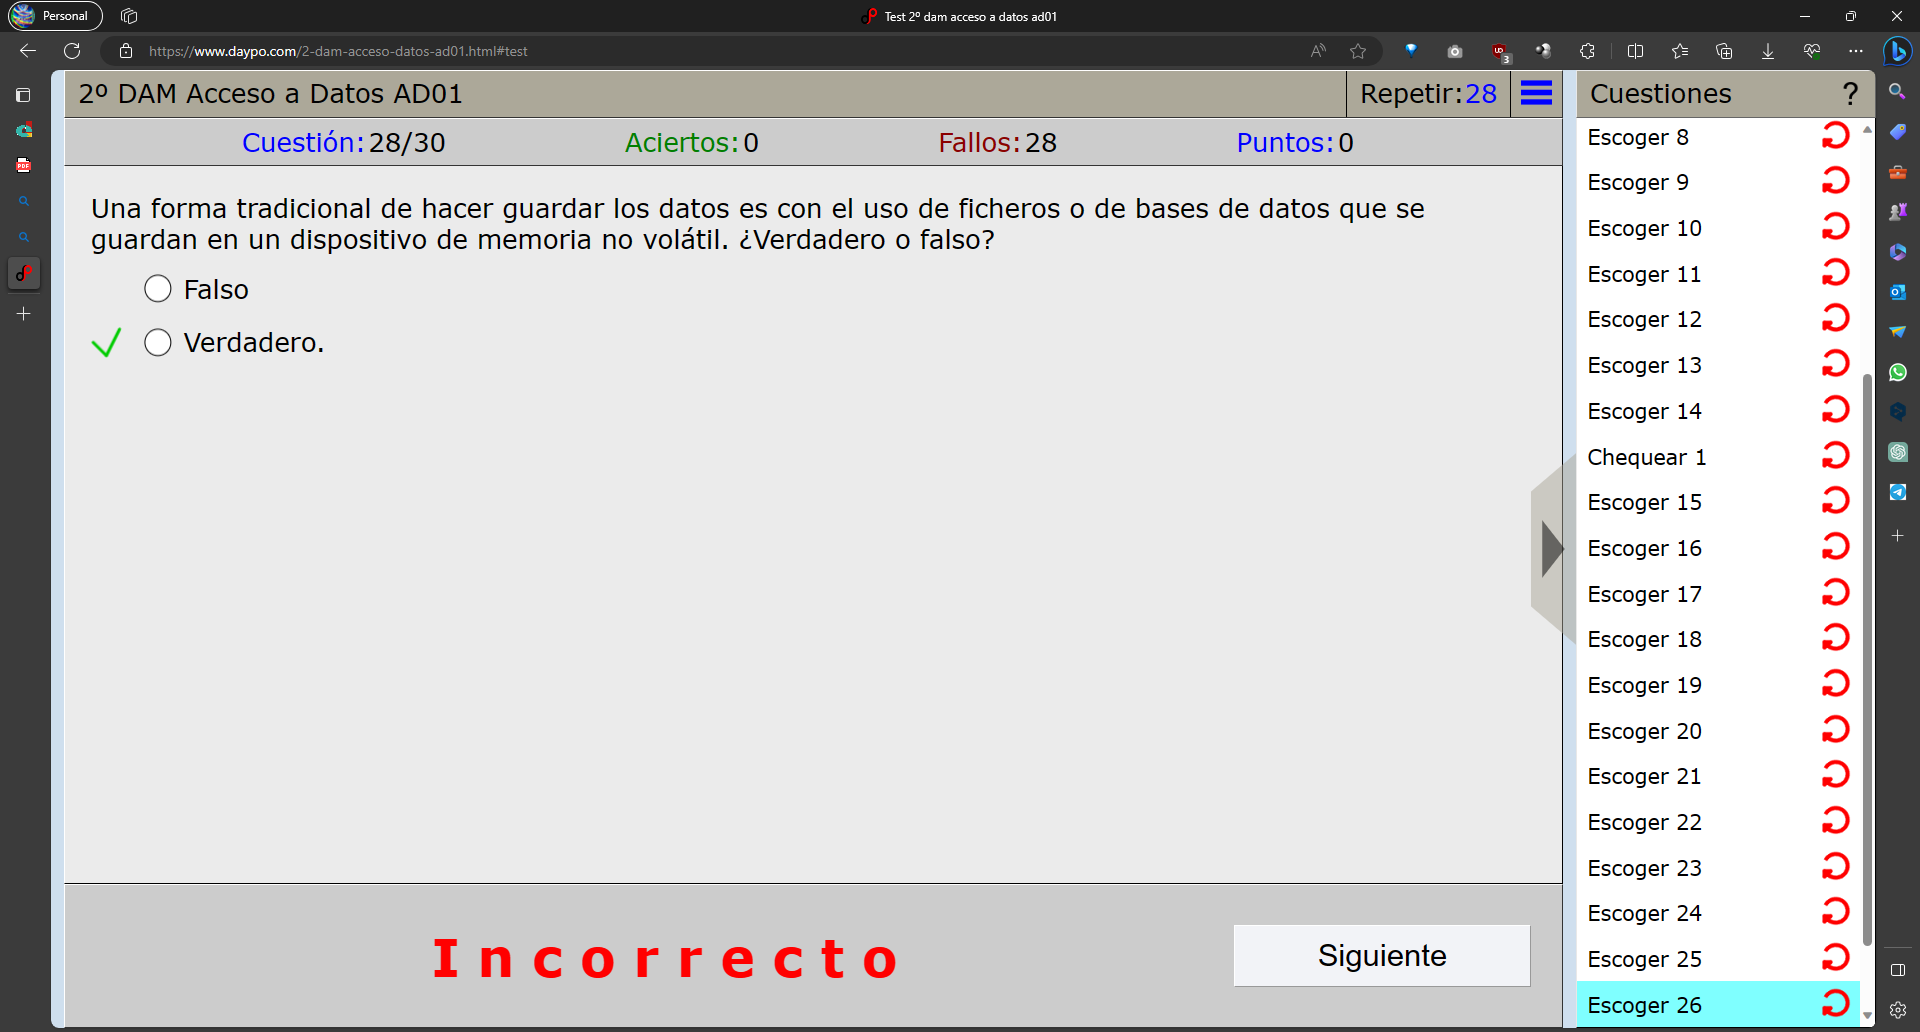 Personal
Test 2º dam acceso a datos ad01
https://www.daypo.com/2-dam-acceso-datos-ad01.html#test
2º DAM Acceso a Datos AD01
Repetir:28
Cuestiones
?
Cuestión:28/30
Aciertos:0
Fallos:28
Puntos:0
Una forma tradicional de hacer guardar los datos es con el uso de ficheros o de bases de datos que se
guardan en un dispositivo de memoria no volátil. ¿Verdadero o falso?
Falso
Verdadero.
Incorrecto
Siguiente
Escoger 8
Escoger 9
Escoger 10
Escoger 11
Escoger 12
Escoger 13
Escoger 14
Chequear 1
Escoger 15
Escoger 16
Escoger 17
Escoger 18
Escoger 19
Escoger 20
Escoger 21
Escoger 22
Escoger 23
Escoger 24
Escoger 25
Escoger 26